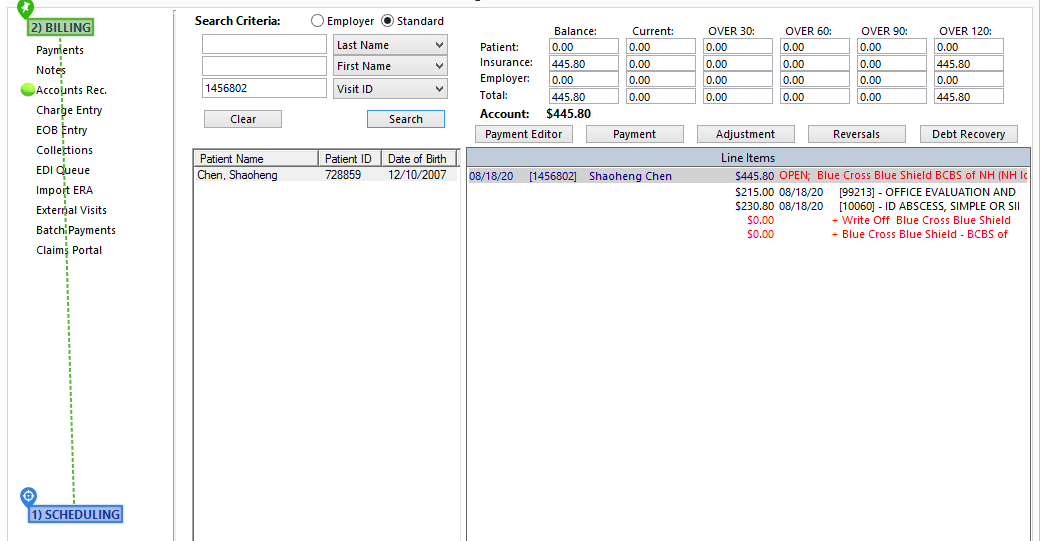 2) BILLING
Payments
Notes
Accounts Rec.
Charge Entry
EOB Entry
Collections
EDI Queue
Import ERA
External Visits
Batch Payments
Claims Portal
1) SCHEDULING
Search Criteria: Employer Standard
Last Name
First Name
1456802 Visit ID
Clear Search
Balance: Current: OVER 30: OVER 60: OVER 90: OVER 120:
Patient: 0.00 0.00 0.00 0.00 0.00 0.00
Insurance: 445.80 0.00 0.00 0.00 0.00 445.80
Employer: 0.00 0.00 0.00 0.00 0.00 0.00
Total: 445.80 0.00 0.00 0.00 0.00 445.80
Account: $445.80
Payment Editor Payment Adjustment Reversals Debt Recovery
Patient Name Patient ID Date of Birth
Chen, Shaoheng 728859 12/10/2007
Line Items
08/18/20 [1456802] Shaoheng Chen $445.80 OPEN; Blue Cross Blue Shield BCBS of NH (NH
$215.00 08/18/20 [99213] - OFFICE EVALUATION AND
$230.80 08/18/20 [10060] - ID ABSCESS, SIMPLE OR
$0.00 + Write Off Blue Cross Blue Shield
$0.00 + Blue Cross Blue Shield - BCBS of